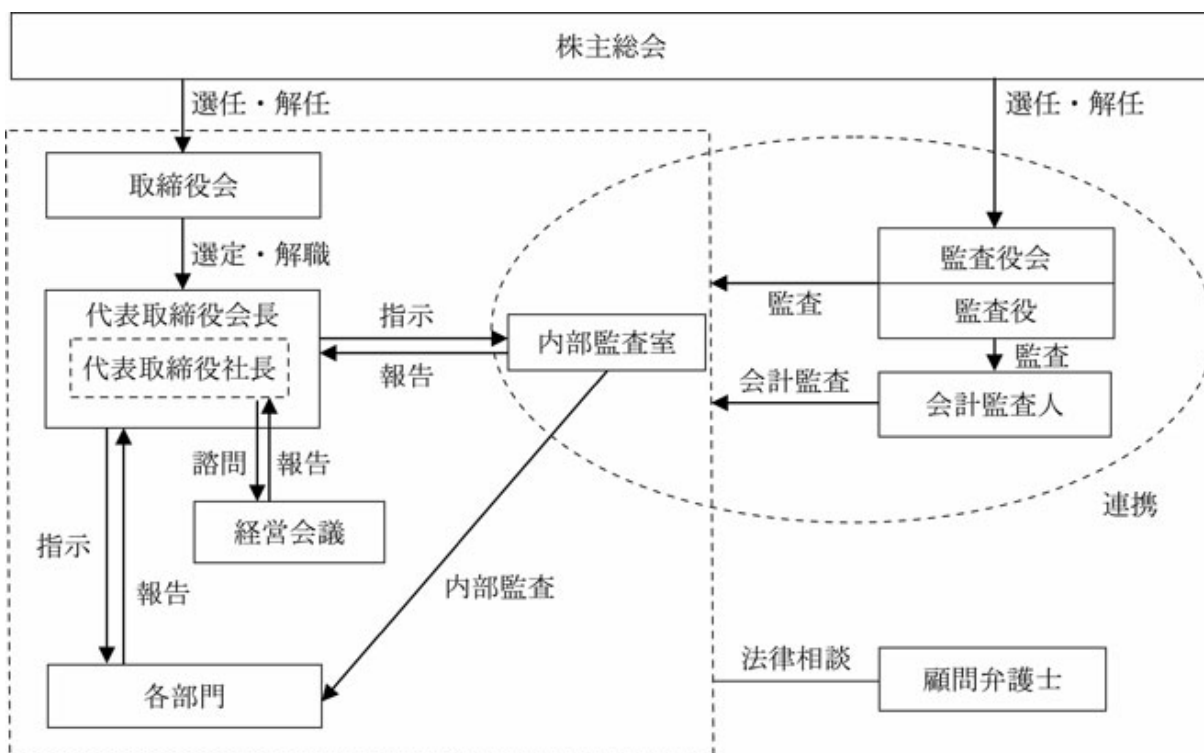 株主総会
選任・解任
選任・解任
取締役会
選定・解職
監査役会
監査役
監査
監査
代表取締役会長
代表取締役社長
指示
報告
内部監査室
会計監査
会計監査人
諮問
報告
経営会議
連携
指示
報告
内部監査
各部門
法律相談
顧問弁護士